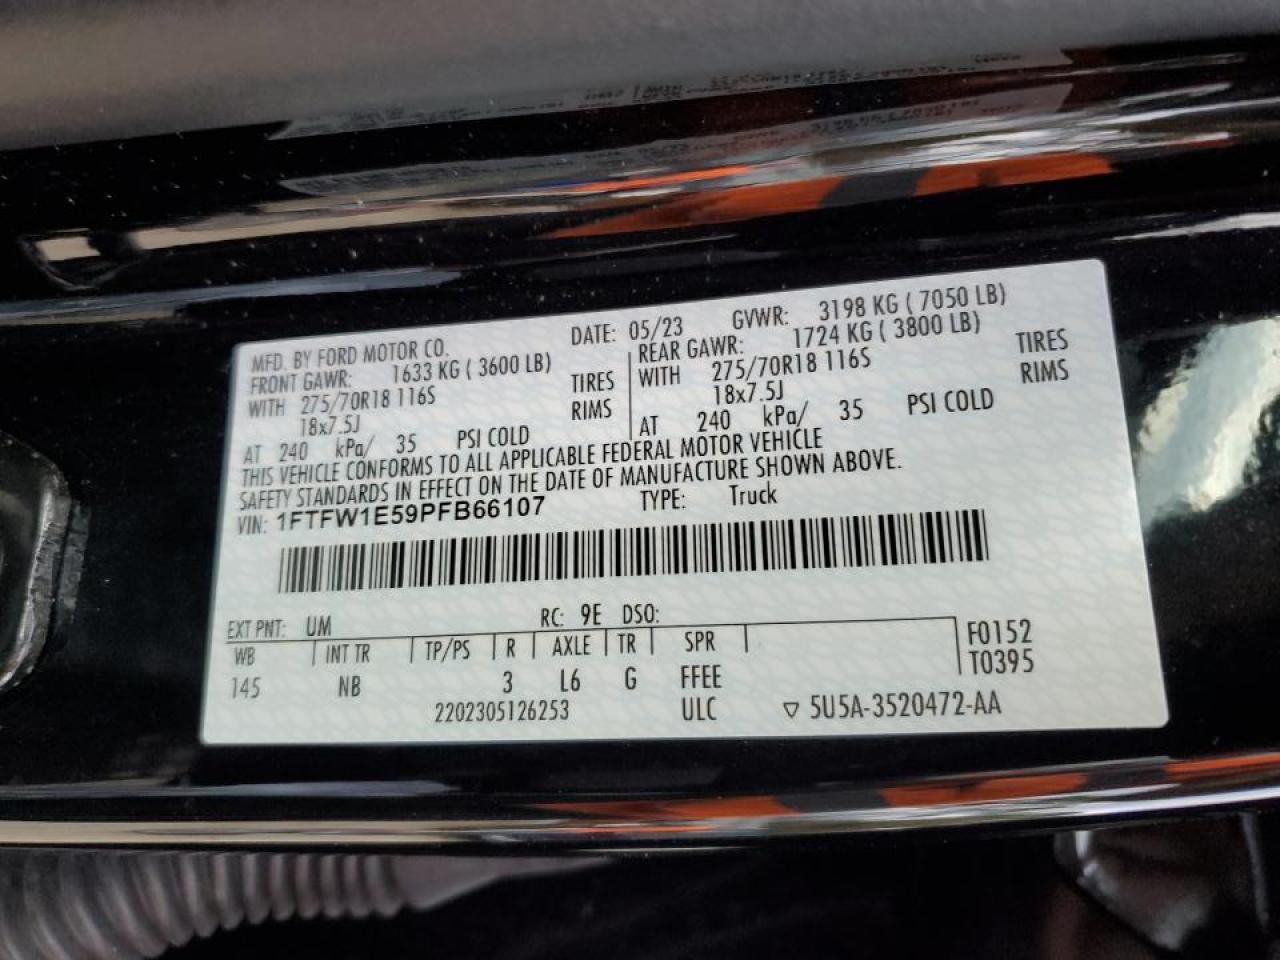 MFD. BY FORD MOTOR CO. DATE: 05/23 GVWR: 3198 KG ( 7050 LB)
FRONT GAWR: 1633 KG ( 3600 LB) REAR GAWR: 1724 KG ( 3800 LB)
WITH 275/70R18 116S TIRES WITH 275/70R18 116S TIRES
18x7.5J RIMS 18x7.5J RIMS
AT 240 kPa/ 35 PSI COLD AT 240 kPa/ 35 PSI COLD
THIS VEHICLE CONFORMS TO ALL APPLICABLE FEDERAL MOTOR VEHICLE
SAFETY STANDARDS IN EFFECT ON THE DATE OF MANUFACTURE SHOWN ABOVE.
VIN: 1FTFW1E59PFB66107 TYPE: Truck
EXT PNT: UM RC: 9E DSO:
WB INT TR TP/PS R AXLE TR SPR F0152
145 NB 3 L6 G FFEE T0395
2202305126253 ULC ▽ 5U5A-3520472-AA